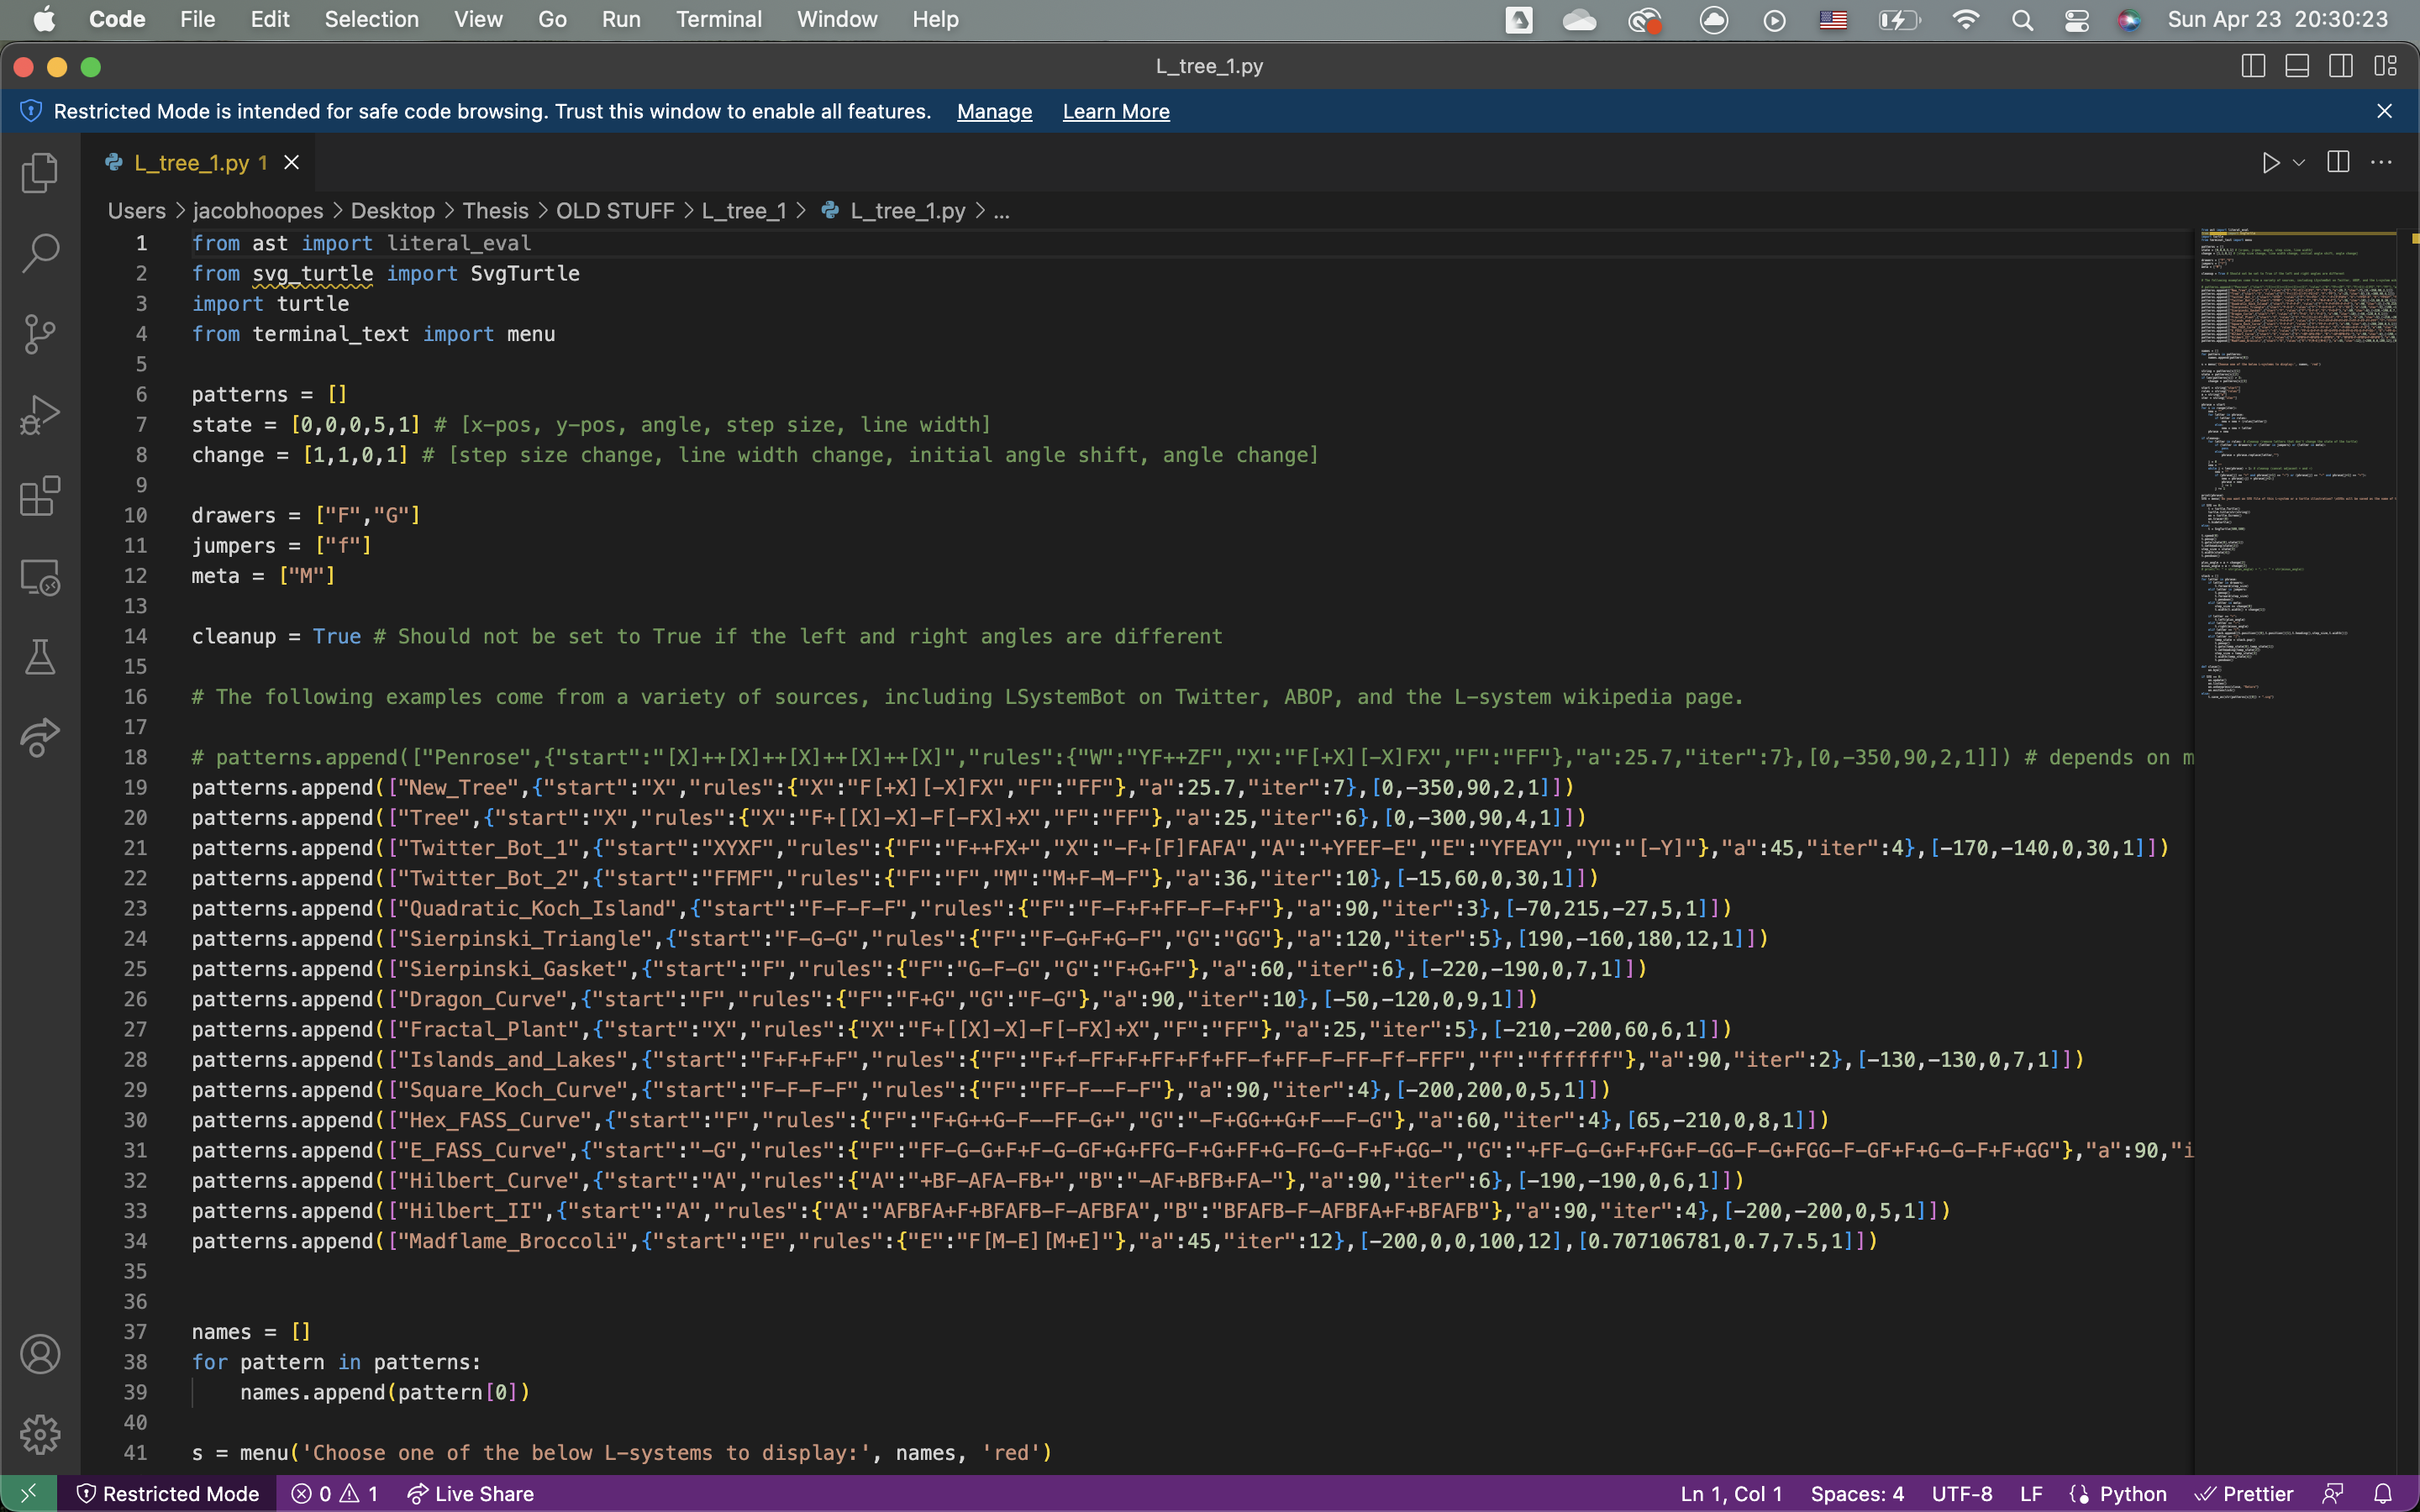 Code File Edit Selection View Go Run Terminal Window Help Sun Apr 23 20:30:23
L_tree_1.py
Restricted Mode is intended for safe code browsing. Trust this window to enable all features. Manage Learn More
L_tree_1.py 1
Users > jacobhoopes > Desktop > Thesis > OLD STUFF > L_tree_1 > L_tree_1.py > ...
1 from ast import literal_eval
2 from svg_turtle import SvgTurtle
3 import turtle
4 from terminal_text import menu
5
6 patterns = []
7 state = [0,0,0,5,1] # [x-pos, y-pos, angle, step size, line width]
8 change = [1,1,0,1] # [step size change, line width change, initial angle shift, angle change]
9
10 drawers = ["F","G"]
11 jumpers = ["f"]
12 meta = ["M"]
13
14 cleanup = True # Should not be set to True if the left and right angles are different
15
16 # The following examples come from a variety of sources, including LSystemBot on Twitter, ABOP, and the L-system wikipedia page.
17
18 # patterns.append(["Penrose",{"start":"[X]++[X]++[X]++[X]++[X]","rules":{"W":"YF++ZF","X":"F[+X][-X]FX","F":"FF"},"a":25.7,"iter":7},[0,-350,90,2,1]]) # depends on m
19 patterns.append(["New_Tree",{"start":"X","rules":{"X":"F[+X][-X]FX","F":"FF"},"a":25.7,"iter":7},[0,-350,90,2,1]])
20 patterns.append(["Tree",{"start":"X","rules":{"X":"F+[[X]-X]-F[-FX]+X","F":"FF"},"a":25,"iter":6},[0,-300,90,4,1]])
21 patterns.append(["Twitter_Bot_1",{"start":"XYXF","rules":{"F":"F++FX+","X":"-F+[F]FAFA","A":"+YFEF-E","E":"YFEAY","Y":"[-Y]"},"a":45,"iter":4},[-170,-140,0,30,1]])
22 patterns.append(["Twitter_Bot_2",{"start":"FFMF","rules":{"F":"F","M":"M+F-M-F"},"a":36,"iter":10},[-15,60,0,30,1]])
23 patterns.append(["Quadratic_Koch_Island",{"start":"F-F-F-F","rules":{"F":"F-F+F+FF-F-F+F"},"a":90,"iter":3},[-70,215,-27,5,1]])
24 patterns.append(["Sierpinski_Triangle",{"start":"F-G-G","rules":{"F":"F-G+F+G-F","G":"GG"},"a":120,"iter":5},[190,-160,180,12,1]])
25 patterns.append(["Sierpinski_Gasket",{"start":"F","rules":{"F":"G-F-G","G":"F+G+F"},"a":60,"iter":6},[-220,-190,0,7,1]])
26 patterns.append(["Dragon_Curve",{"start":"F","rules":{"F":"F+G","G":"F-G"},"a":90,"iter":10},[-50,-120,0,9,1]])
27 patterns.append(["Fractal_Plant",{"start":"X","rules":{"X":"F+[[X]-X]-F[-FX]+X","F":"FF"},"a":25,"iter":5},[-210,-200,60,6,1]])
28 patterns.append(["Islands_and_Lakes",{"start":"F+F+F+F","rules":{"F":"F+f-FF+F+FF+Ff+FF-f+FF-F-FF-Ff-FFF","f":"ffffff"},"a":90,"iter":2},[-130,-130,0,7,1]])
29 patterns.append(["Square_Koch_Curve",{"start":"F-F-F-F","rules":{"F":"FF-F--F-F"},"a":90,"iter":4},[-200,200,0,5,1]])
30 patterns.append(["Hex_FASS_Curve",{"start":"F","rules":{"F":"F+G++G-F--FF-G+","G":"-F+GG++G+F--F-G"},"a":60,"iter":4},[65,-210,0,8,1]])
31 patterns.append(["E_FASS_Curve",{"start":"-G","rules":{"F":"FF-G-G+F+F-G-GF+G+FFG-F+G+FF+G-FG-G-F+F+GG-","G":"+FF-G-G+F+FG+F-GG-F-G+FGG-F-GF+F+G-G-F+F+GG"},"a":90,"i
32 patterns.append(["Hilbert_Curve",{"start":"A","rules":{"A":"+BF-AFA-FB+","B":"-AF+BFB+FA-"},"a":90,"iter":6},[-190,-190,0,6,1]])
33 patterns.append(["Hilbert_II",{"start":"A","rules":{"A":"AFBFA+F+BFAFB-F-AFBFA","B":"BFAFB-F-AFBFA+F+BFAFB"},"a":90,"iter":4},[-200,-200,0,5,1]])
34 patterns.append(["Madflame_Broccoli",{"start":"E","rules":{"E":"F[M-E][M+E]"},"a":45,"iter":12},[-200,0,0,100,12],[0.707106781,0.7,7.5,1]])
35
36
37 names = []
38 for pattern in patterns:
39 names.append(pattern[0])
40
41 s = menu('Choose one of the below L-systems to display:', names, 'red')
Restricted Mode 0 1 Live Share Ln 1, Col 1 Spaces: 4 UTF-8 LF Python Prettier